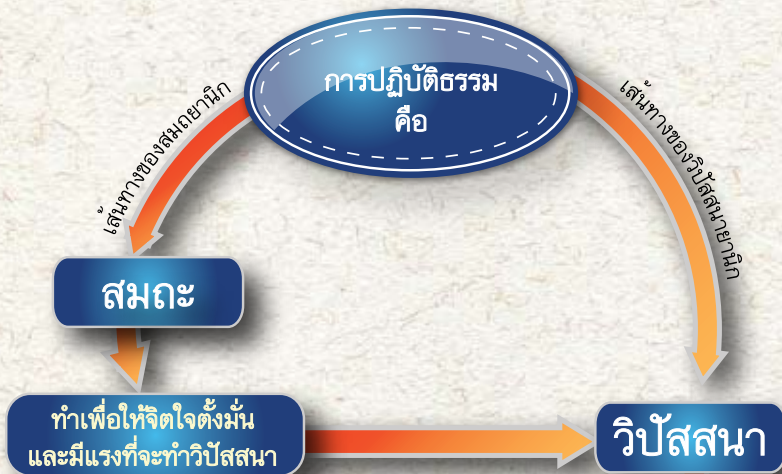 การปฏิบัติธรรม
คือ
เส้นทางของสมถยานิก
เส้นทางของวิปัสสนายานิก
สมถะ
ทำเพื่อให้จิตใจตั้งมั่น
และมีแรงที่จะทำวิปัสสนา
วิปัสสนา